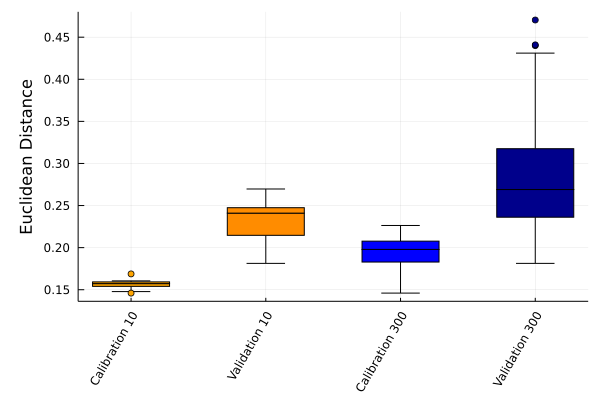 Euclidean Distance
0.45
0.40
0.35
0.30
0.25
0.20
0.15
Calibration 10
Validation 10
Calibration 300
Validation 300